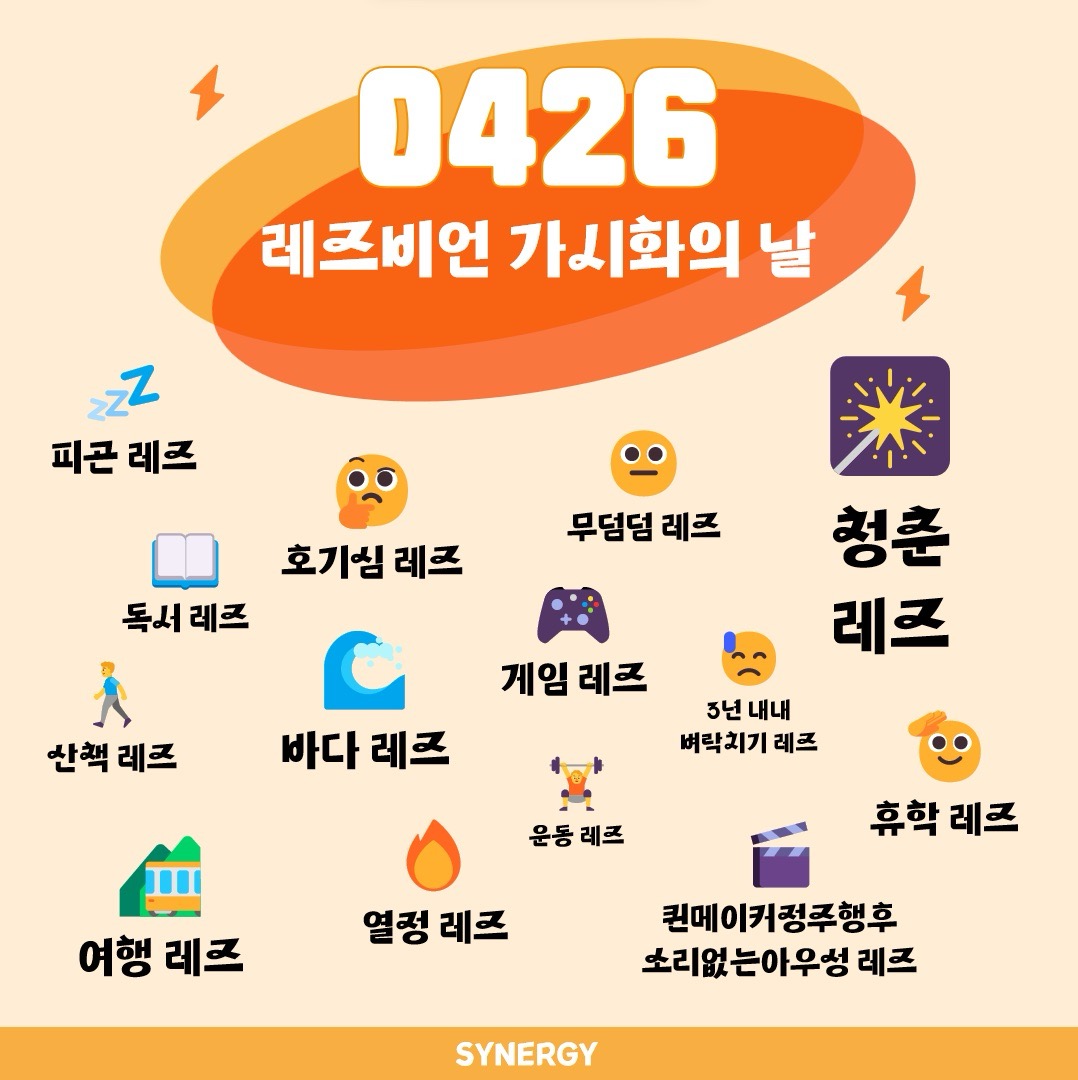 0426
레즈비언 가시화의 날
피곤 레즈
호기심 레즈
무덤덤 레즈
청춘
레즈
독서 레즈
게임 레즈
산책 레즈
바다 레즈
3년 내내
벼락치기 레즈
운동 레즈
휴학 레즈
여행 레즈
열정 레즈
퀸메이커정주행후
소리없는아우성 레즈
SYNERGY